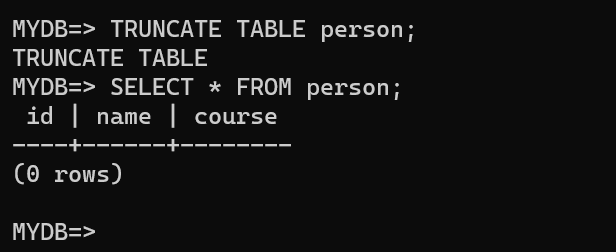 MYDB=> TRUNCATE TABLE person;
TRUNCATE TABLE
MYDB=> SELECT * FROM person;
 id | name | course
----+------+--------
(0 rows)
MYDB=>